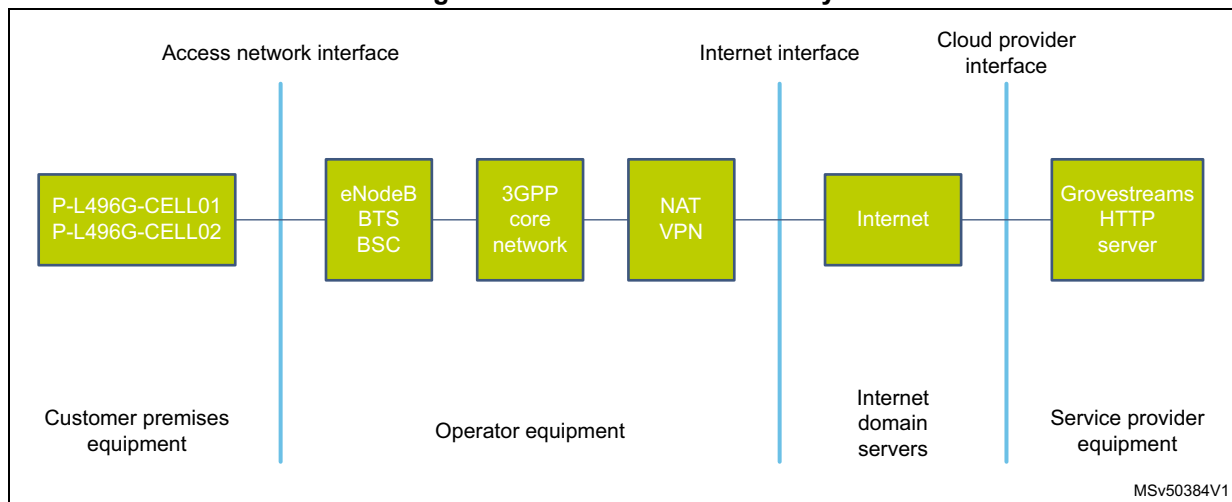 Access network interface
Internet interface
Cloud provider
interface
P-L496G-CELL01
P-L496G-CELL02
eNodeB
BTS
BSC
3GPP
core
network
NAT
VPN
Internet
Grovestreams
HTTP
server
Customer premises
equipment
Operator equipment
Internet
domain
servers
Service provider
equipment
MSv50384V1